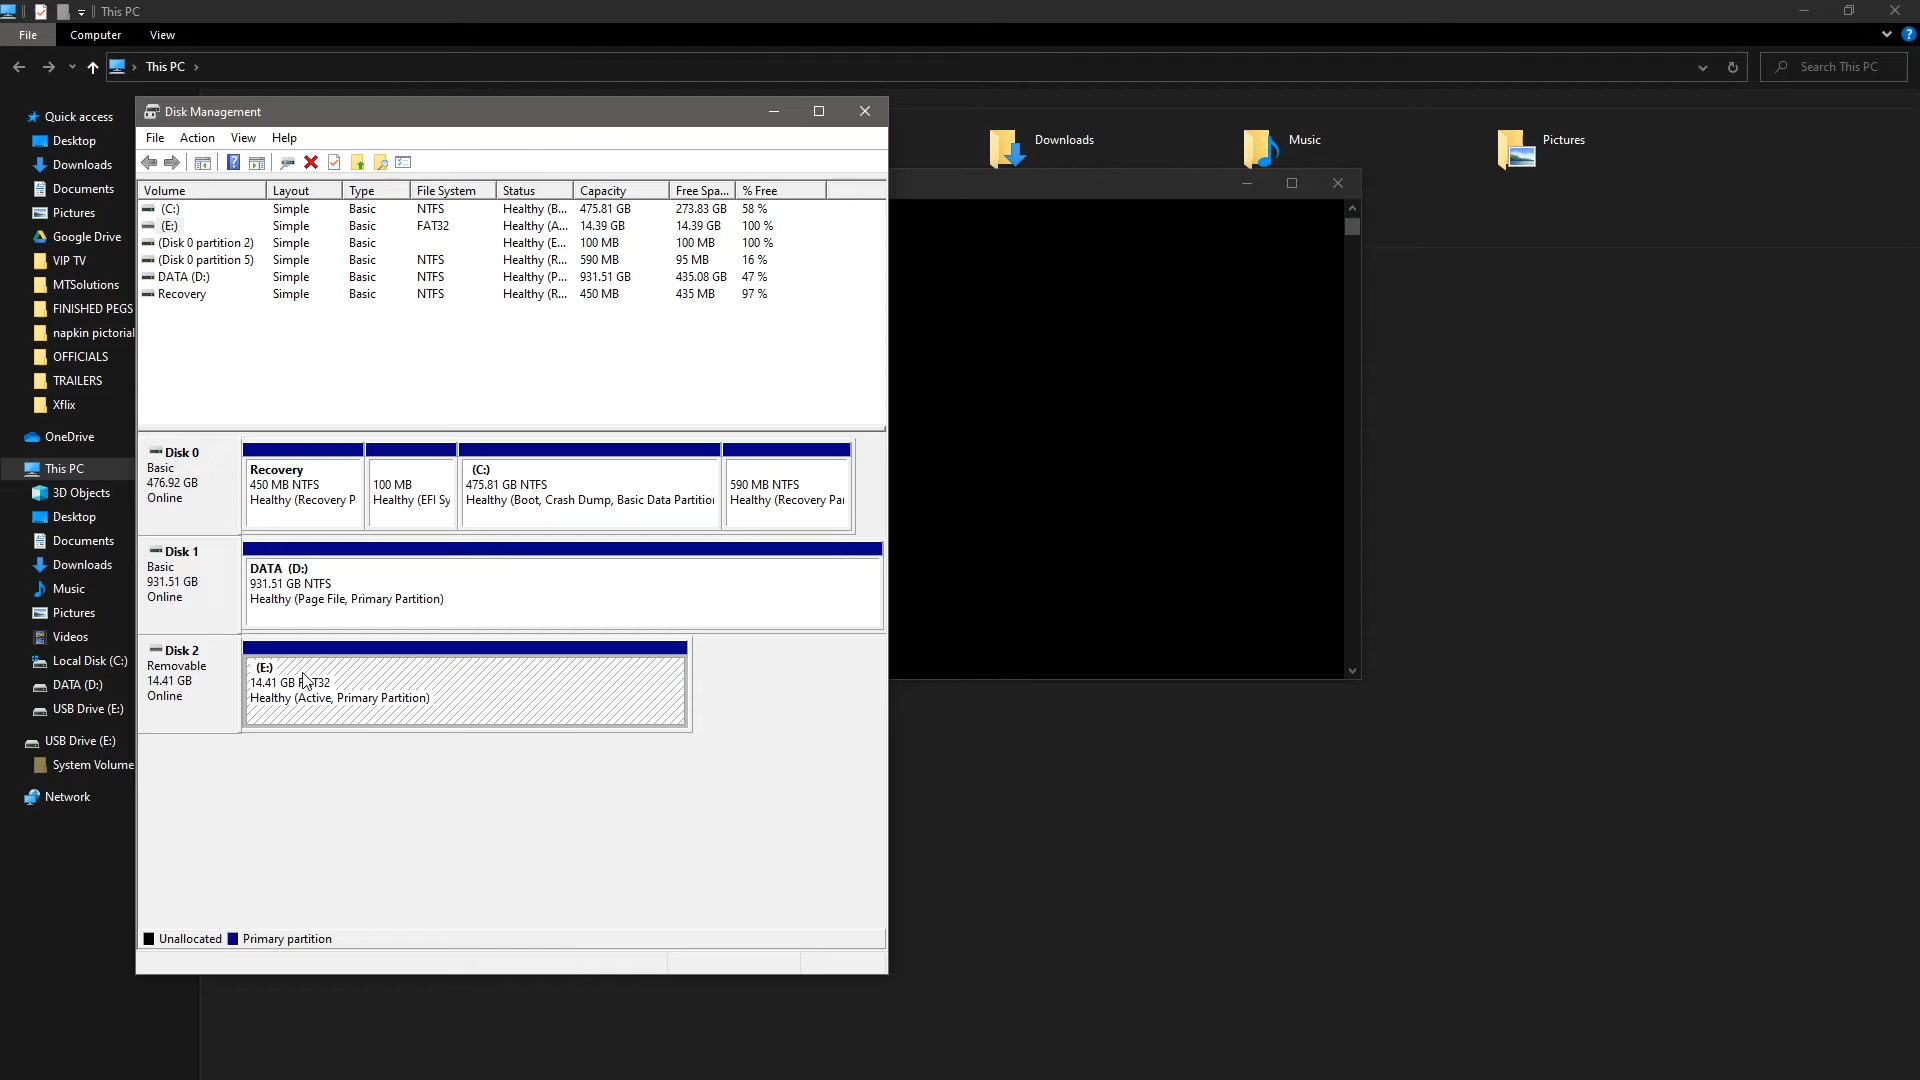 This PC
File
Computer
View
This PC
Search This PC
Quick access
Desktop
Downloads
Documents
Pictures
Google Drive
VIP TV
MTSolutions
FINISHED PEGS
napkin pictorial
OFFICIALS
TRAILERS
Xflix
OneDrive
This PC
3D Objects
Desktop
Documents
Downloads
Music
Pictures
Videos
Local Disk (C:)
DATA (D:)
USB Drive (E:)
USB Drive (E:)
System Volume
Network
Downloads
Music
Pictures
Disk Management
File Action View Help
Volume Layout Type File System Status Capacity Free Spa... % Free
(C:) Simple Basic NTFS Healthy (B... 475.81 GB 273.83 GB 58 %
(E:) Simple Basic FAT32 Healthy (A... 14.39 GB 14.39 GB 100 %
(Disk 0 partition 2) Simple Basic Healthy (E... 100 MB 100 MB 100 %
(Disk 0 partition 5) Simple Basic NTFS Healthy (R... 590 MB 95 MB 16 %
DATA (D:) Simple Basic NTFS Healthy (P... 931.51 GB 435.08 GB 47 %
Recovery Simple Basic NTFS Healthy (R... 450 MB 435 MB 97 %
Disk 0
Basic
476.92 GB
Online
Recovery
450 MB NTFS
Healthy (Recovery P
100 MB
Healthy (EFI Sy
(C:)
475.81 GB NTFS
Healthy (Boot, Crash Dump, Basic Data Partitio
590 MB NTFS
Healthy (Recovery Pa
Disk 1
Basic
931.51 GB
Online
DATA (D:)
931.51 GB NTFS
Healthy (Page File, Primary Partition)
Disk 2
Removable
14.41 GB
Online
(E:)
14.41 GB FAT32
Healthy (Active, Primary Partition)
Unallocated Primary partition